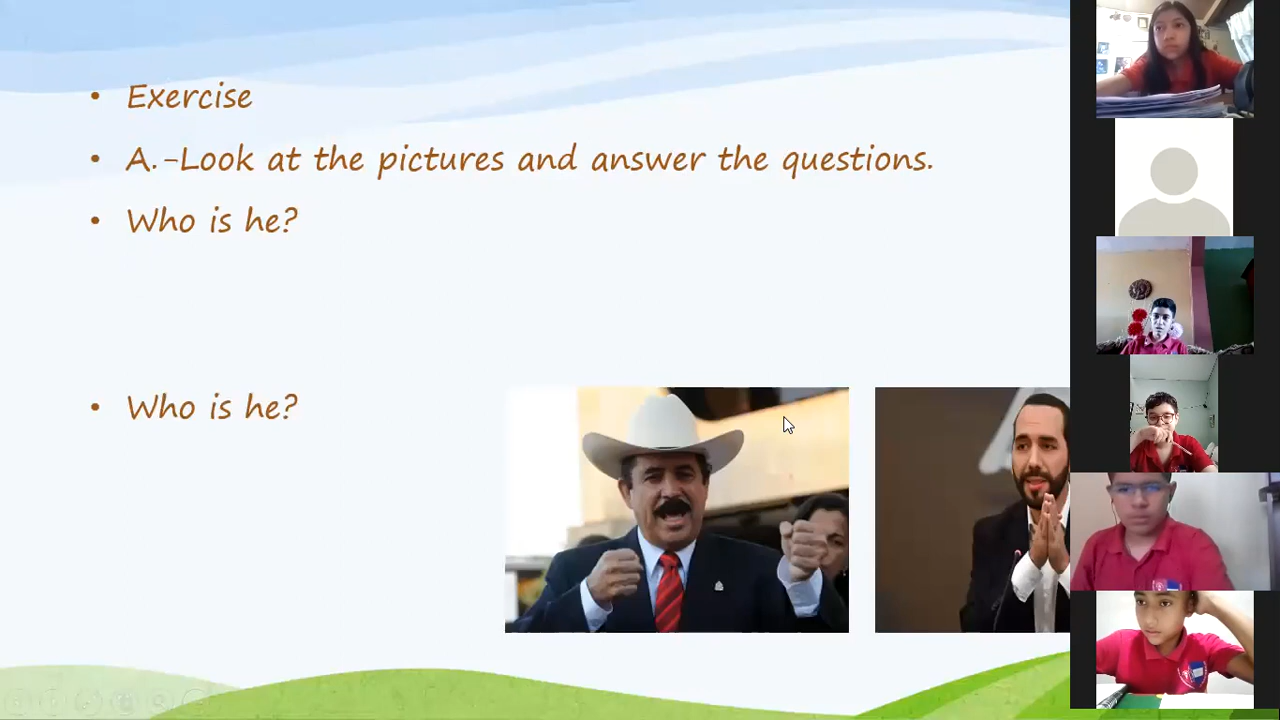 Exercise
A.-Look at the pictures and answer the questions.
Who is he?
Who is he?